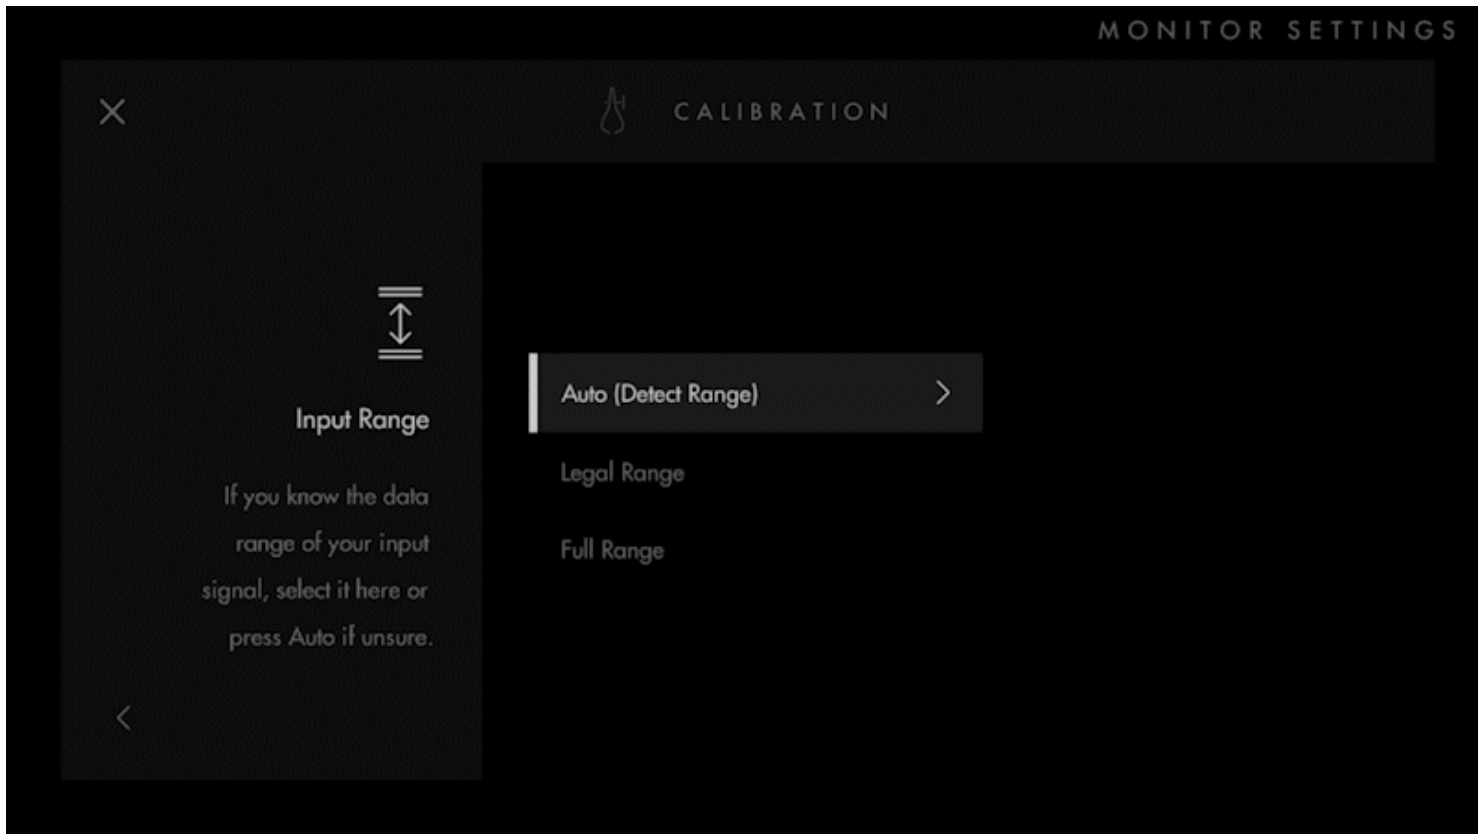 MONITOR SETTINGS
CALIBRATION
Input Range
If you know the data
range of your input
signal, select it here or
press Auto if unsure.
Auto (Detect Range)
Legal Range
Full Range